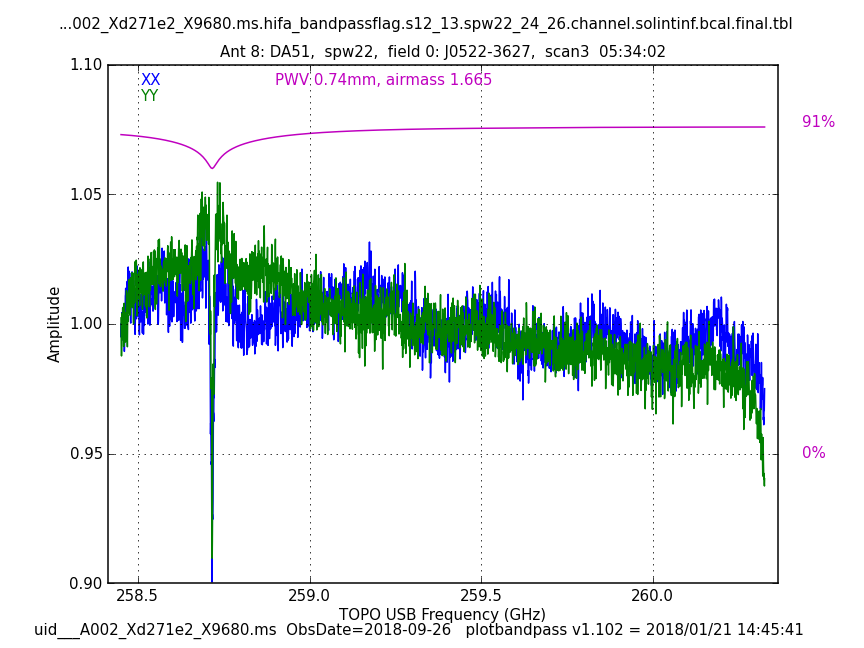 ...002_Xd271e2_X9680.ms.hifa_bandpassflag.s12_13.spw22_24_26.channel.solintinf.bcal.final.tbl
Ant 8: DA51,  spw22,  field 0: J0522-3627,  scan3  05:34:02
XX
YY
PWV 0.74mm, airmass 1.665
91%
0%
1.10
1.05
1.00
0.95
0.90
Amplitude
258.5
259.0
259.5
260.0
TOPO USB Frequency (GHz)
uid___A002_Xd271e2_X9680.ms  ObsDate=2018-09-26   plotbandpass v1.102 = 2018/01/21 14:45:41